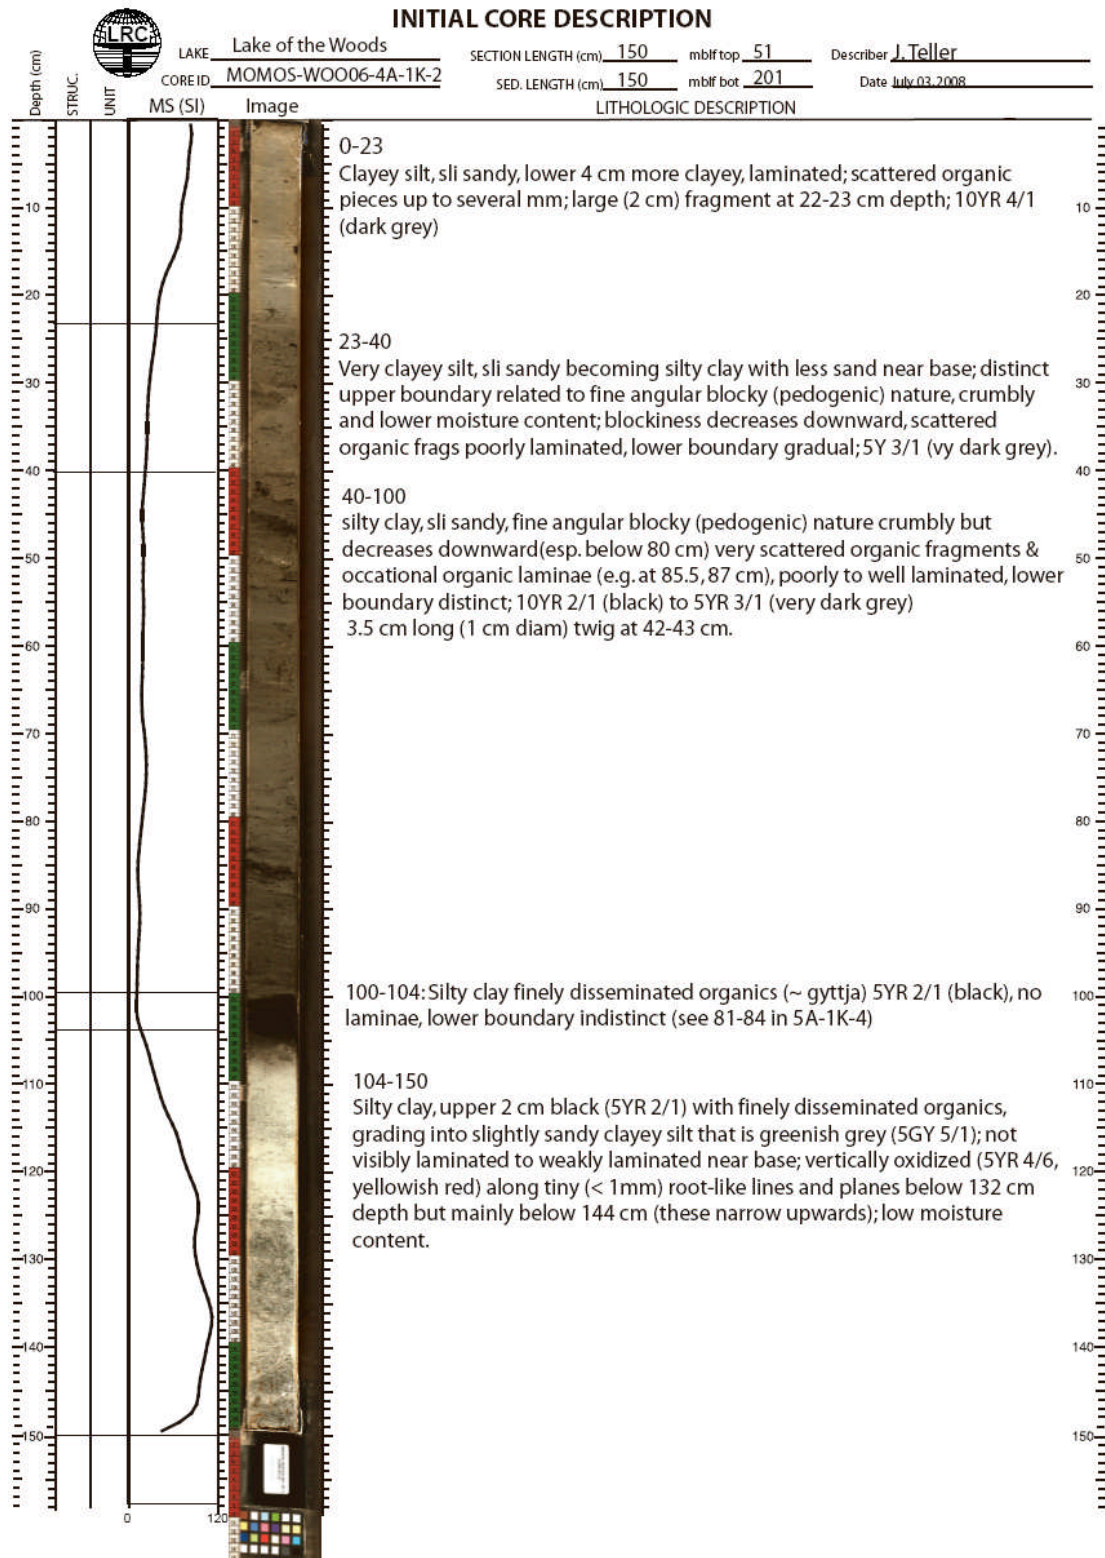 INITIAL CORE DESCRIPTION
LRC
LAKE Lake of the Woods SECTION LENGTH (cm) 150 mblf top 51 Describer J. Teller
CORE ID MOMOS-WOO06-4A-1K-2 SED. LENGTH (cm) 150 mblf bot 201 Date July 03, 2008
Depth (cm) STRUC. UNIT MS (SI) Image LITHOLOGIC DESCRIPTION
0-23
Clayey silt, sli sandy, lower 4 cm more clayey, laminated; scattered organic
pieces up to several mm; large (2 cm) fragment at 22-23 cm depth; 10YR 4/1
(dark grey)
10 10
20 20
23-40
Very clayey silt, sli sandy becoming silty clay with less sand near base; distinct
upper boundary related to fine angular blocky (pedogenic) nature, crumbly
and lower moisture content; blockiness decreases downward, scattered
organic frags poorly laminated, lower boundary gradual; 5Y 3/1 (vy dark grey).
30 30
40 40
40-100
silty clay, sli sandy, fine angular blocky (pedogenic) nature crumbly but
decreases downward(esp. below 80 cm) very scattered organic fragments &
occational organic laminae (e.g. at 85.5, 87 cm), poorly to well laminated, lower
boundary distinct; 10YR 2/1 (black) to 5YR 3/1 (very dark grey)
3.5 cm long (1 cm diam) twig at 42-43 cm.
50 50
60 60
70 70
80 80
90 90
100 100
100-104: Silty clay finely disseminated organics (~ gyttja) 5YR 2/1 (black), no
laminae, lower boundary indistinct (see 81-84 in 5A-1K-4)
104-150
Silty clay, upper 2 cm black (5YR 2/1) with finely disseminated organics,
grading into slightly sandy clayey silt that is greenish grey (5GY 5/1); not
visibly laminated to weakly laminated near base; vertically oxidized (5YR 4/6,
yellowish red) along tiny (< 1mm) root-like lines and planes below 132 cm
depth but mainly below 144 cm (these narrow upwards); low moisture
content.
110 110
120 120
130 130
140 140
150 150
0 120